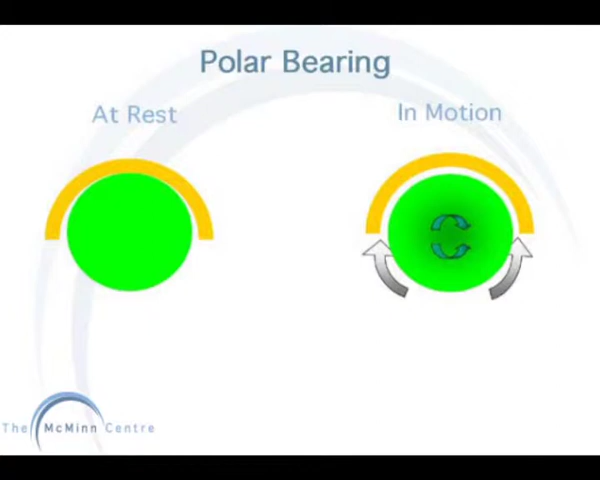 Polar Bearing
At Rest
In Motion
The McMinn Centre